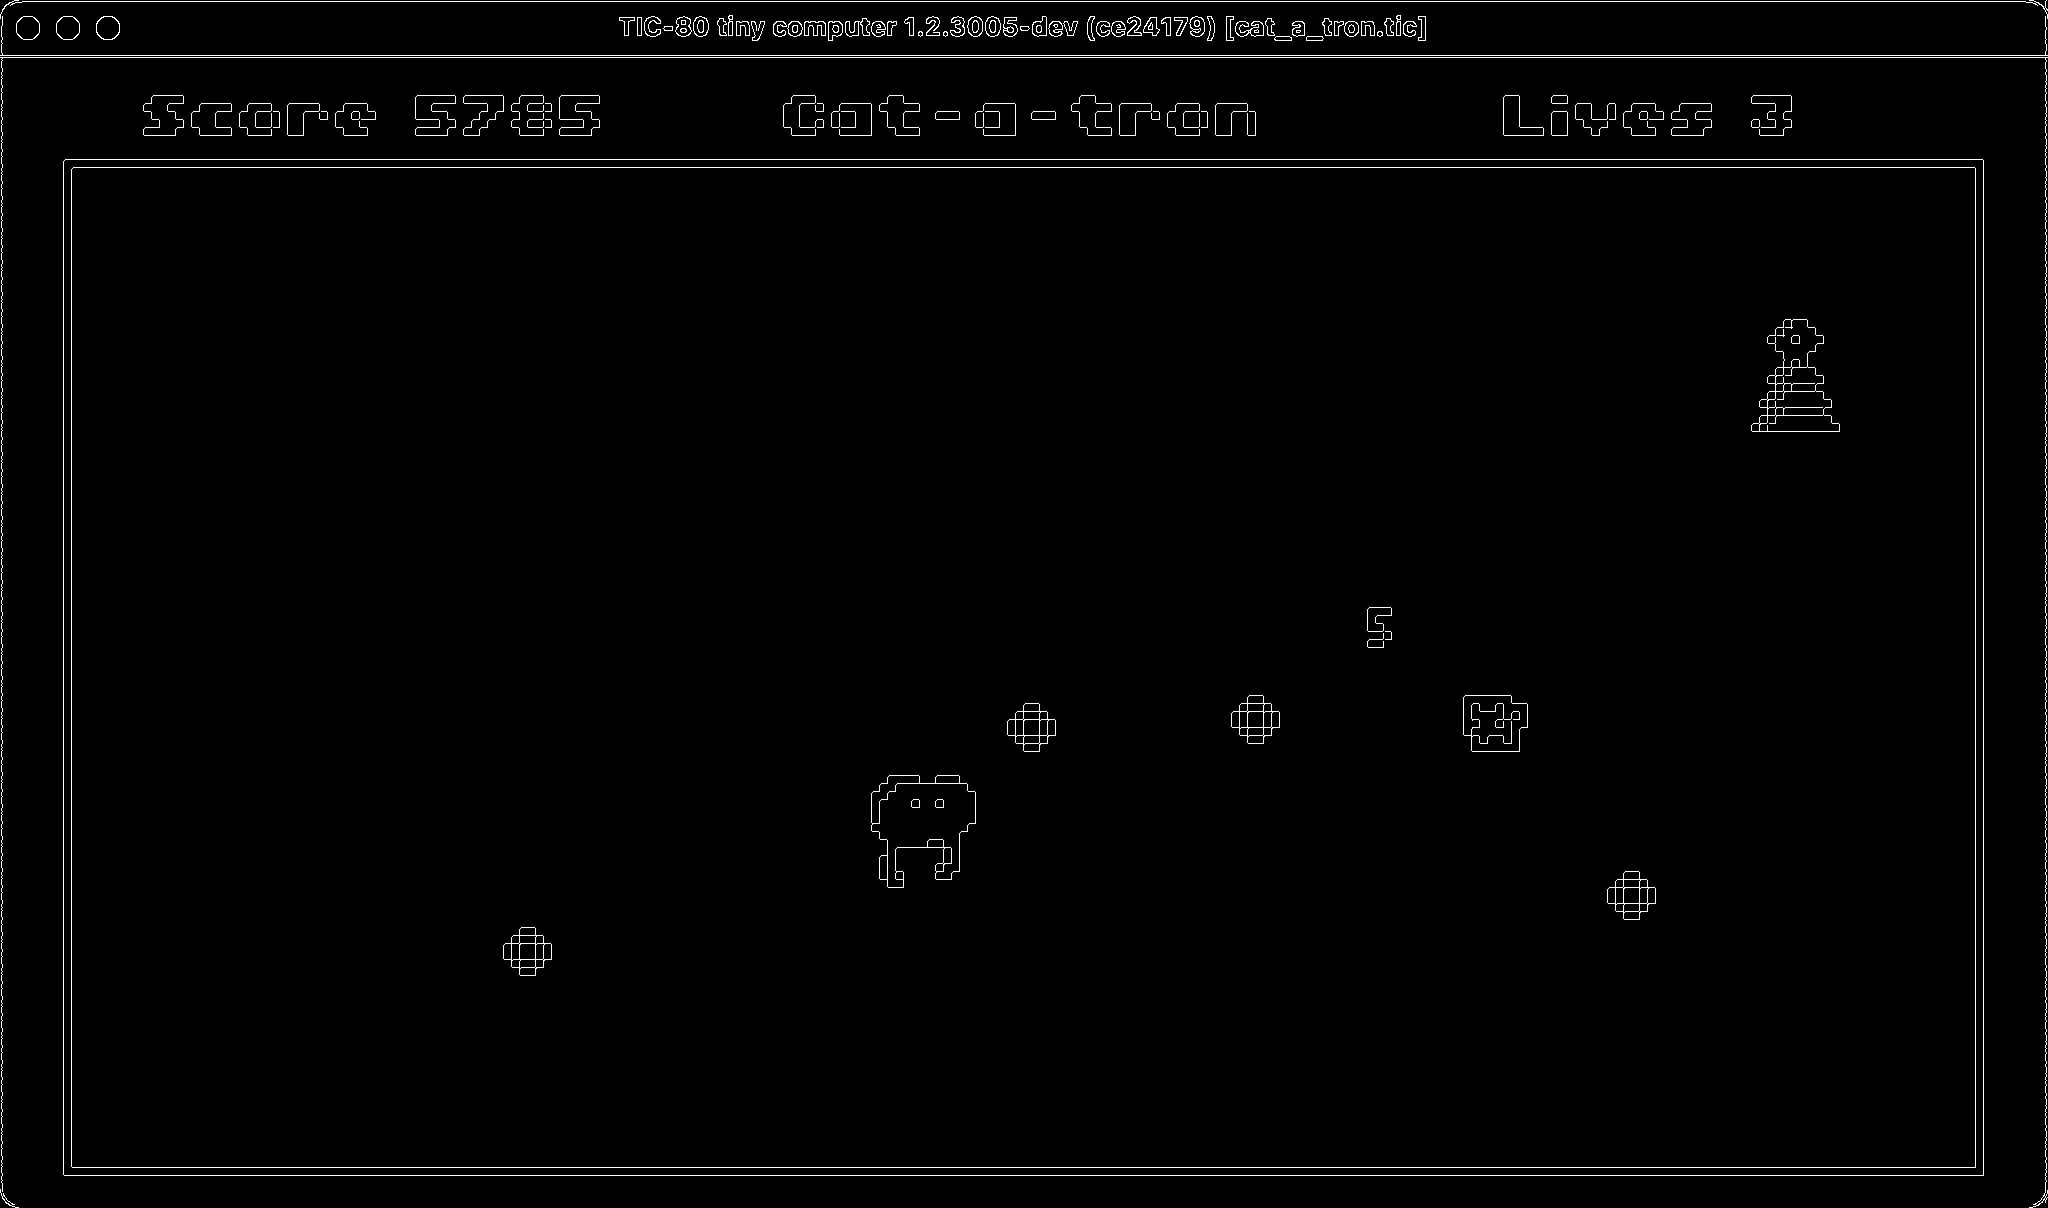 TIC-80 tiny computer 1.2.3005-dev (ce24179) [cat_a_tron.tic]
Score 5785 Cat-a-tron Lives 3
5